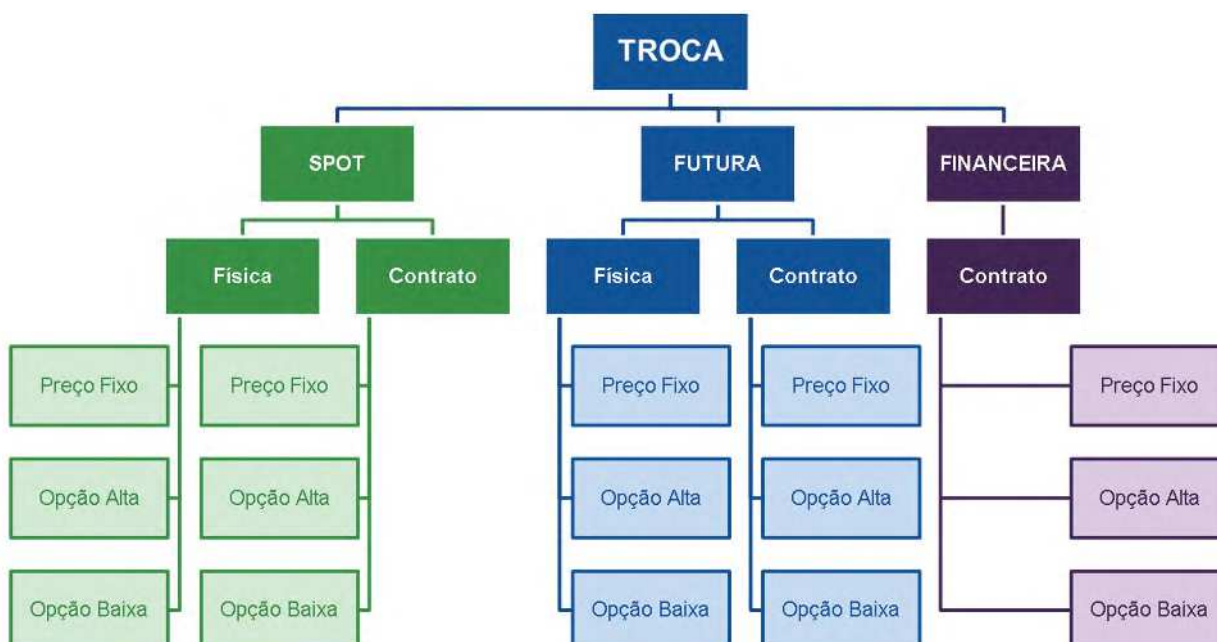 TROCA
SPOT
FUTURA
FINANCEIRA
Física
Contrato
Física
Contrato
Contrato
Preço Fixo
Preço Fixo
Preço Fixo
Preço Fixo
Preço Fixo
Opção Alta
Opção Alta
Opção Alta
Opção Alta
Opção Alta
Opção Baixa
Opção Baixa
Opção Baixa
Opção Baixa
Opção Baixa